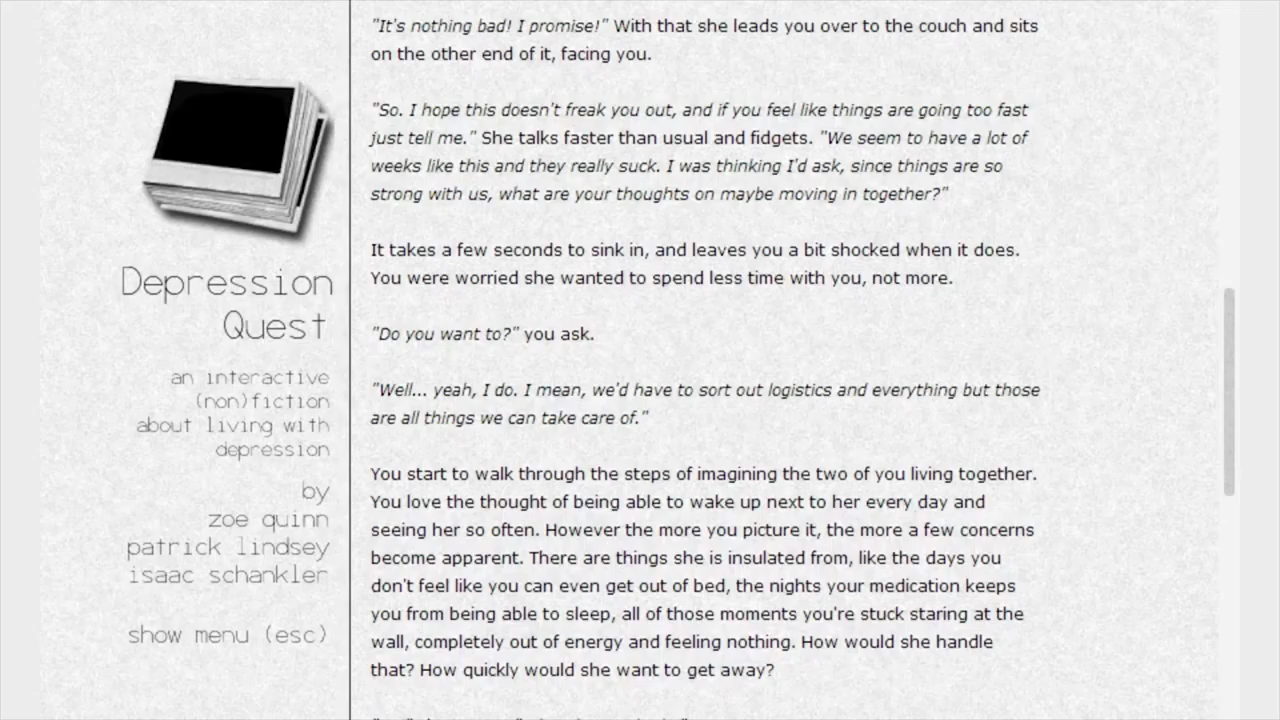 "It's nothing bad! I promise!" With that she leads you over to the couch and sits
on the other end of it, facing you.
"So. I hope this doesn't freak you out, and if you feel like things are going too fast
just tell me." She talks faster than usual and fidgets. "We seem to have a lot of
weeks like this and they really suck. I was thinking I'd ask, since things are so
strong with us, what are your thoughts on maybe moving in together?"
It takes a few seconds to sink in, and leaves you a bit shocked when it does.
You were worried she wanted to spend less time with you, not more.
"Do you want to?" you ask.
"Well... yeah, I do. I mean, we'd have to sort out logistics and everything but those
are all things we can take care of."
You start to walk through the steps of imagining the two of you living together.
You love the thought of being able to wake up next to her every day and
seeing her so often. However the more you picture it, the more a few concerns
become apparent. There are things she is insulated from, like the days you
don't feel like you can even get out of bed, the nights your medication keeps
you from being able to sleep, all of those moments you're stuck staring at the
wall, completely out of energy and feeling nothing. How would she handle
that? How quickly would she want to get away?
Depression
Quest
an interactive
(non)fiction
about living with
depression
by
zoe quinn
patrick lindsey
isaac schankler
show menu (esc)